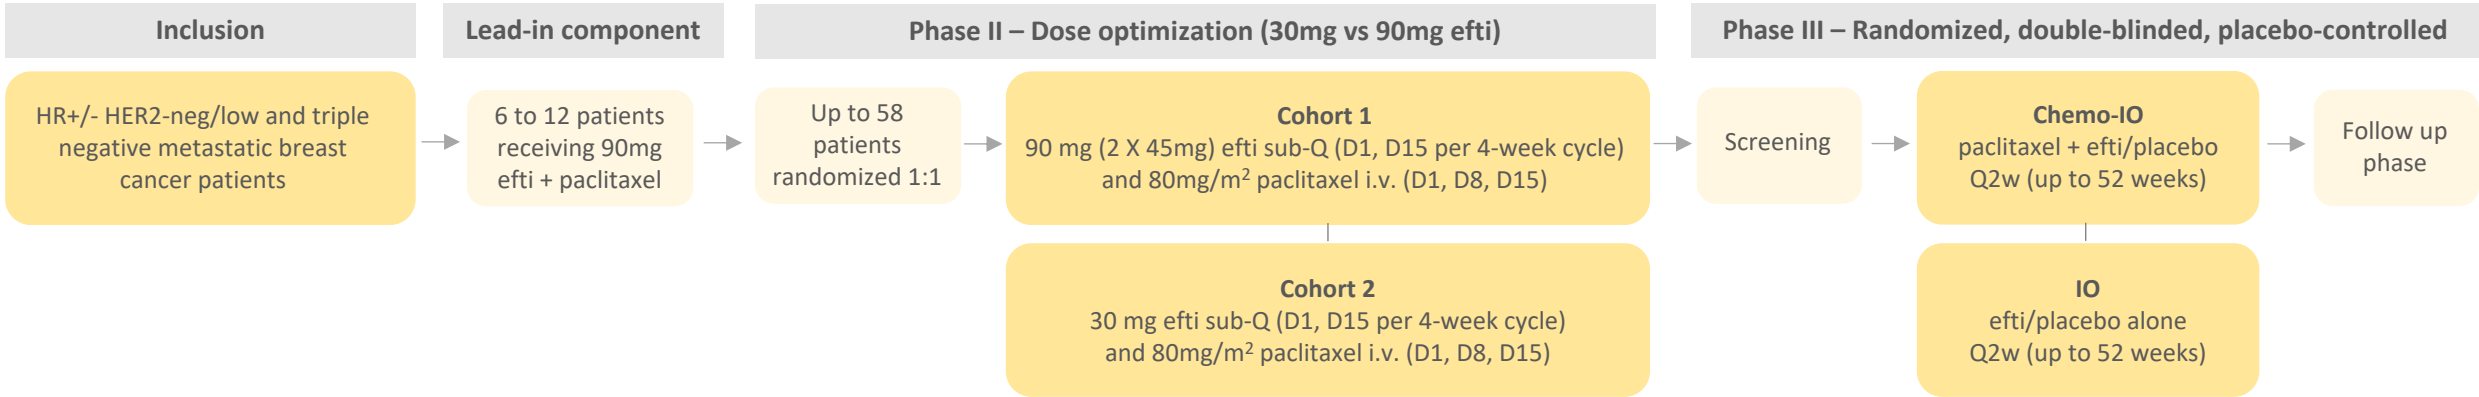 Inclusion
HR+/- HER2-neg/low and triple
negative metastatic breast
cancer patients
Lead-in component
6 to 12 patients
receiving 90mg
efti + paclitaxel
Phase II – Dose optimization (30mg vs 90mg efti)
Up to 58
patients
randomized 1:1
Cohort 1
90 mg (2 X 45mg) efti sub-Q (D1, D15 per 4-week cycle)
and 80mg/m² paclitaxel i.v. (D1, D8, D15)
Cohort 2
30 mg efti sub-Q (D1, D15 per 4-week cycle)
and 80mg/m² paclitaxel i.v. (D1, D8, D15)
Phase III – Randomized, double-blinded, placebo-controlled
Screening
Chemo-IO
paclitaxel + efti/placebo
Q2w (up to 52 weeks)
IO
efti/placebo alone
Q2w (up to 52 weeks)
Follow up
phase